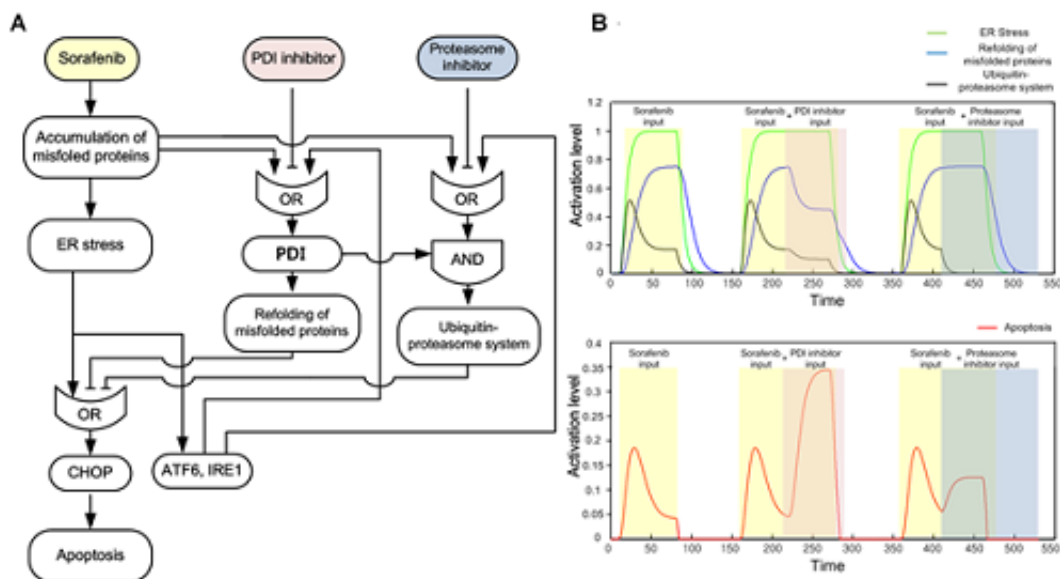 A
Sorafenib
PDI inhibitor
Proteasome
inhibitor
Accumulation of
misfoled proteins
OR
OR
ER stress
PDI
AND
Refolding of
misfolded proteins
Ubiquitin-
proteasome system
OR
CHOP
ATF6, IRE1
Apoptosis
B
ER Stress
Refolding of
misfolded proteins
Ubiquitin-
proteasome system
Sorafenib
input
Sorafenib + PDI inhibitor
input input
Sorafenib + Proteasome
input inhibitor input
Activation level
1.2
1
0.8
0.6
0.4
0.2
0
0 50 100 150 200 250 300 350 400 450 500 550
Time
Apoptosis
Sorafenib
input
Sorafenib + PDI inhibitor
input input
Sorafenib + Proteasome
input inhibitor input
Activation level
0.4
0.35
0.3
0.25
0.2
0.15
0.1
0.05
0
0 50 100 150 200 250 300 350 400 450 500 550
Time